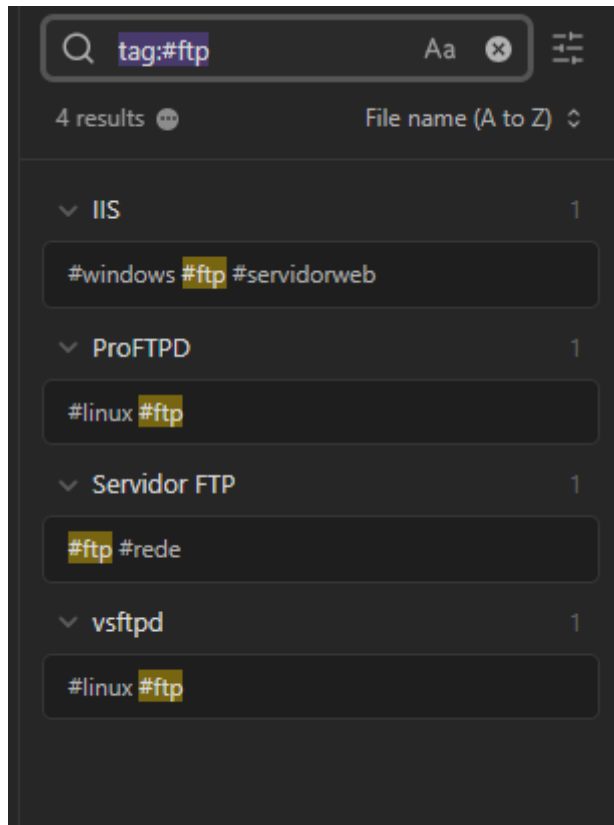 tag:#ftp Aa
4 results File name (A to Z)
IIS 1
#windows #ftp #servidorweb
ProFTPD 1
#linux #ftp
Servidor FTP 1
#ftp #rede
vsftpd 1
#linux #ftp